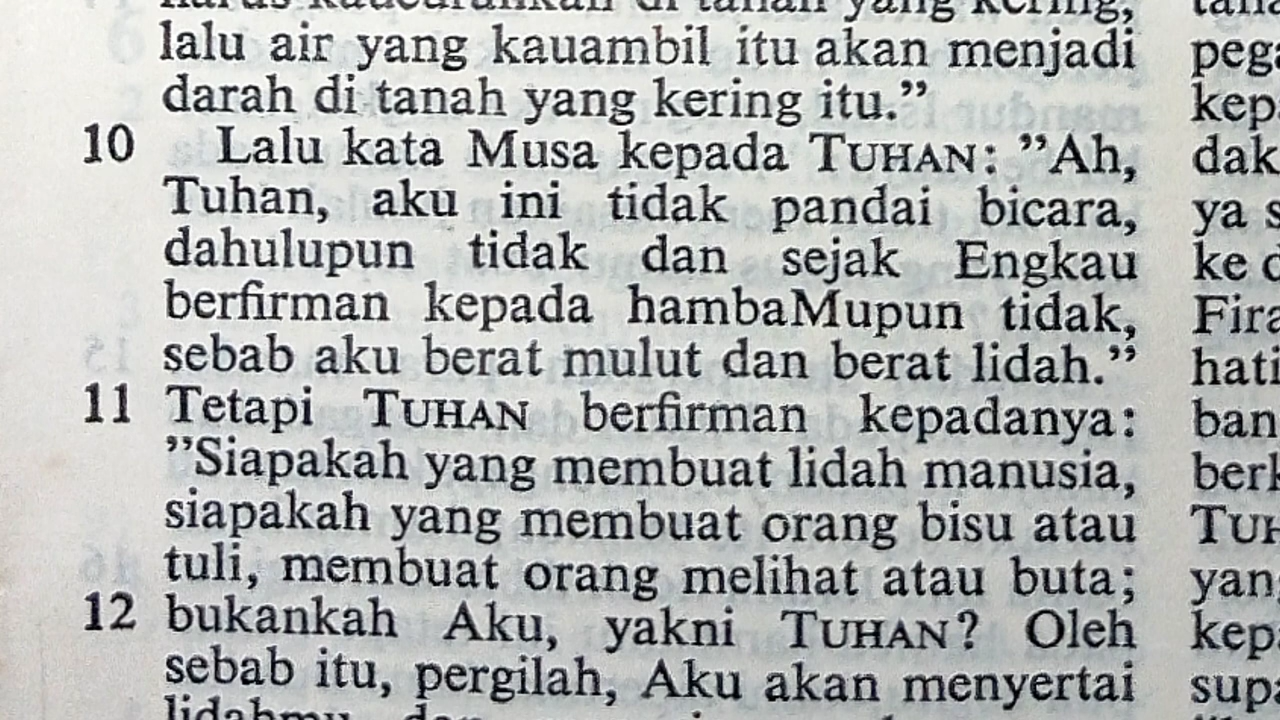 lalu air yang kauambil itu akan menjadi
darah di tanah yang kering itu.”
10 Lalu kata Musa kepada TUHAN: ”Ah,
Tuhan, aku ini tidak pandai bicara,
dahulupun tidak dan sejak Engkau
berfirman kepada hambaMupun tidak,
sebab aku berat mulut dan berat lidah.”
11 Tetapi TUHAN berfirman kepadanya:
”Siapakah yang membuat lidah manusia,
siapakah yang membuat orang bisu atau
tuli, membuat orang melihat atau buta;
12 bukankah Aku, yakni TUHAN? Oleh
sebab itu, pergilah, Aku akan menyertai